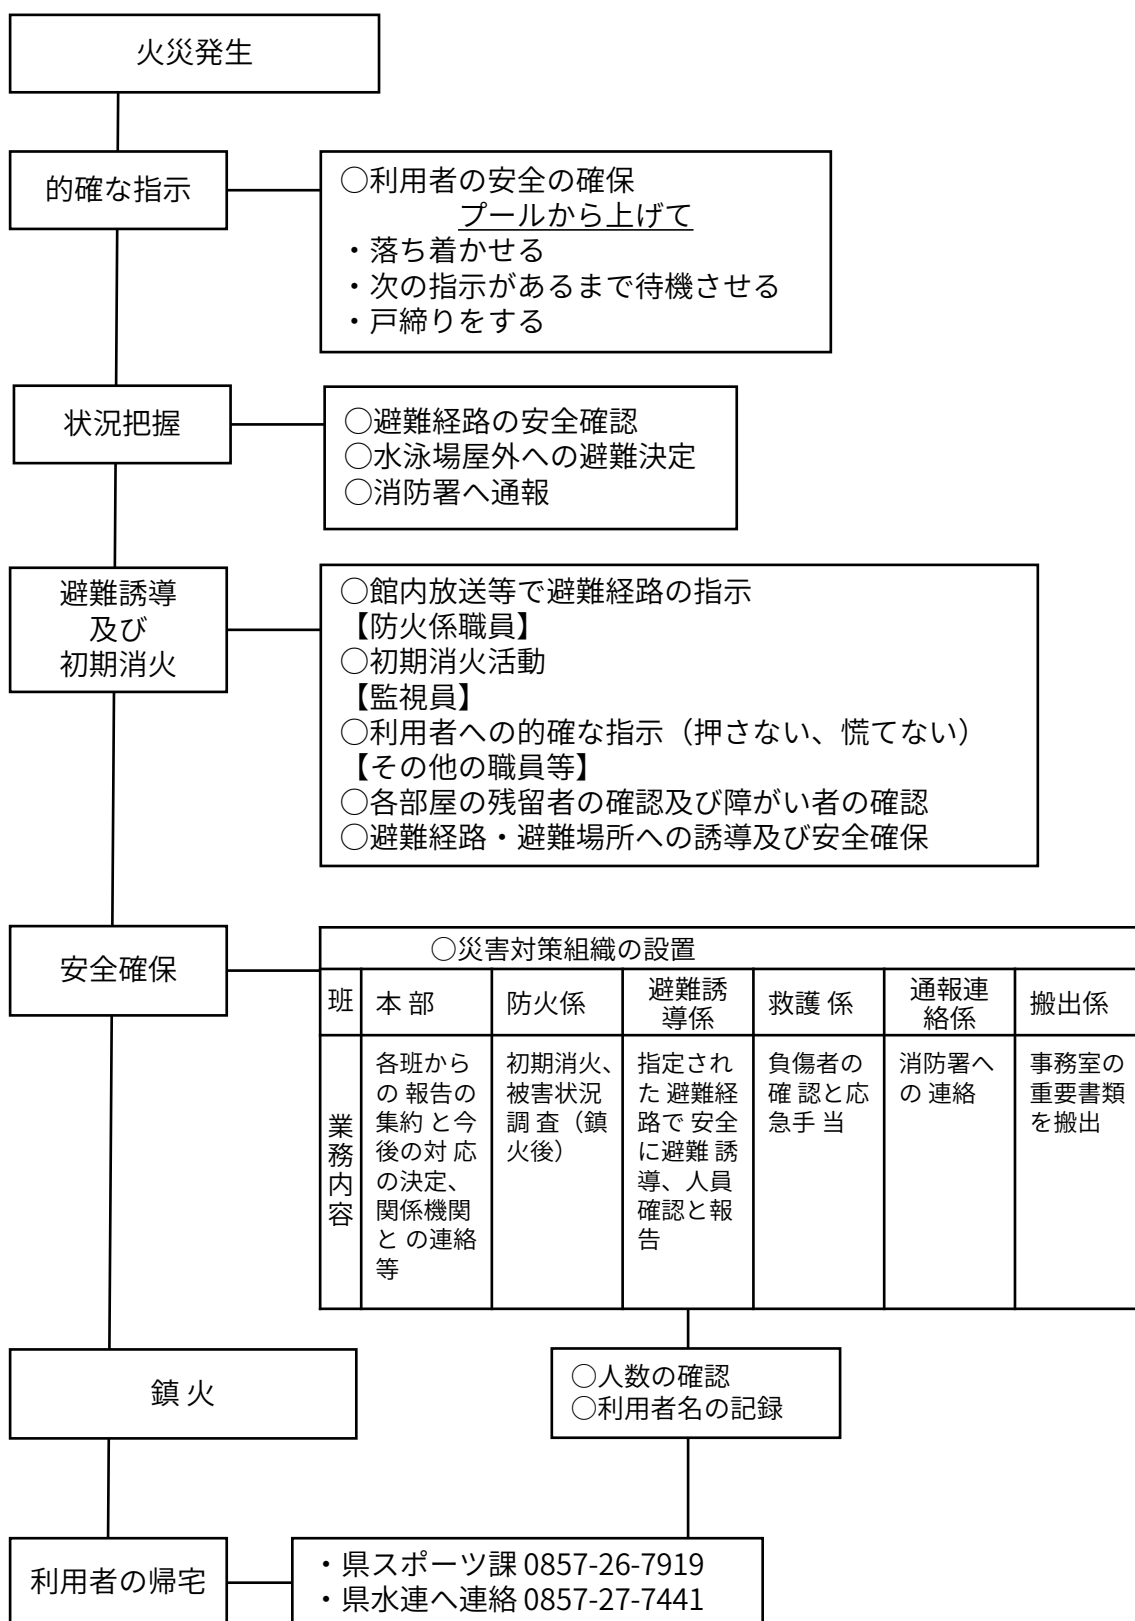 火災発生
的確な指示
○利用者の安全の確保
プールから上げて
・落ち着かせる
・次の指示があるまで待機させる
・戸締りをする
状況把握
○避難経路の安全確認
○水泳場屋外への避難決定
○消防署へ通報
避難誘導
及び
初期消火
○館内放送等で避難経路の指示
【防火係職員】
○初期消火活動
【監視員】
○利用者への的確な指示（押さない、慌てない）
【その他の職員等】
○各部屋の残留者の確認及び障がい者の確認
○避難経路・避難場所への誘導及び安全確保
安全確保
○災害対策組織の設置
班
本 部
防火係
避難誘
導係
救護 係
通報連
絡係
搬出係
業務内容
各班から
の 報告の
集約 と今
後の対 応
の決定、
関係機関
と の連絡
等
初期消火、
被害状況
調 査（鎮
火後）
指定され
た 避難経
路で 安全
に避難 誘
導、人員
確認と報
告
負傷者の
確 認と応
急手 当
消防署へ
の 連絡
事務室の
重要書類
を搬出
鎮 火
○人数の確認
○利用者名の記録
利用者の帰宅
・県スポーツ課 0857-26-7919
・県水連へ連絡 0857-27-7441